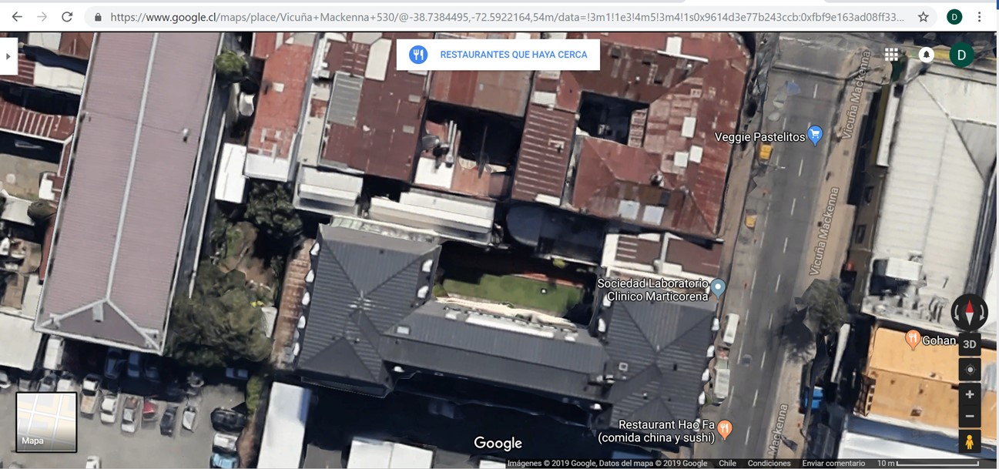 https://www.google.cl/maps/place/Vicuña+Mackenna+530/@-38.7384495,-72.5922164,54m/data=!3m1!1e3!4m5!3m4!1s0x9614d3e77b243ccb:0xfbf9e163ad08ff33...
D
RESTAURANTES QUE HAYA CERCA
D
Vicuña Mackenna
Veggie Pastelitos
Vicuña Mackenna
Sociedad Laboratorio
Clinico Marticorena
Gohan
3D
Restaurant Hao Fa
(comida china y sushi)
Mackenna
Mapa
Google
Imágenes © 2019 Google, Datos del mapa © 2019 Google Chile Condiciones Enviar comentario 10 m